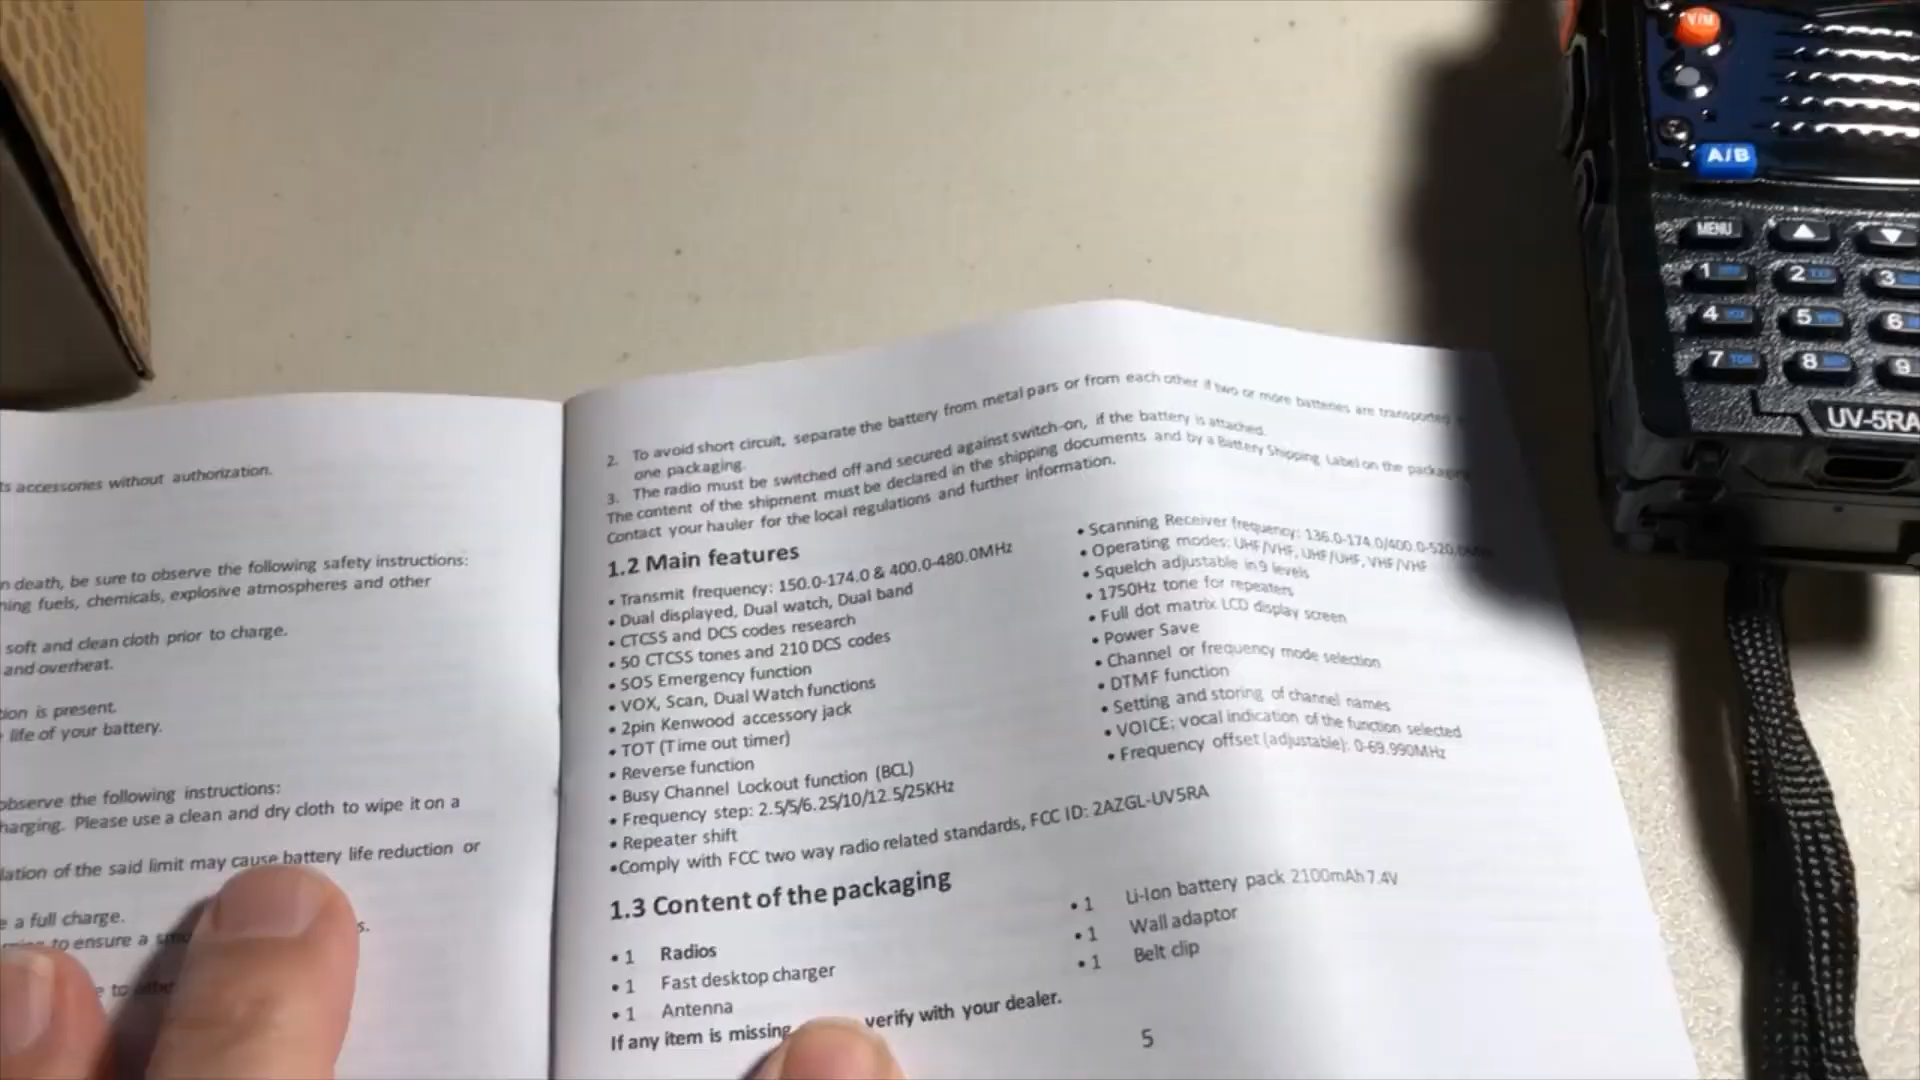 ts accessories without authorization.
n death, be sure to observe the following safety instructions:
ning fuels, chemicals, explosive atmospheres and other
soft and clean cloth prior to charge.
and overheat.
ion is present.
life of your battery.
observe the following instructions:
harging. Please use a clean and dry cloth to wipe it on a
lation of the said limit may cause battery life reduction or
e a full charge.
to ensure a
s.
e to
2. To avoid short circuit, separate the battery from metal pars or from each other if two or more batteries are transported
one packaging.
3. The radio must be switched off and secured against switch-on, if the battery is attached.
The content of the shipment must be declared in the shipping documents and by a Battery Shipping Label on the packaging
Contact your hauler for the local regulations and further information.
1.2 Main features
• Transmit frequency: 150.0-174.0 & 400.0-480.0MHz
• Dual displayed, Dual watch, Dual band
• CTCSS and DCS codes research
• 50 CTCSS tones and 210 DCS codes
• SOS Emergency function
• VOX, Scan, Dual Watch functions
• 2pin Kenwood accessory jack
• TOT (Time out timer)
• Reverse function
• Busy Channel Lockout function (BCL)
• Frequency step: 2.5/5/6.25/10/12.5/25KHz
• Repeater shift
•Comply with FCC two way radio related standards, FCC ID: 2AZGL-UV5RA
• Scanning Receiver frequency: 136.0-174.0/400.0-520.0MHz
• Operating modes: UHF/VHF, UHF/UHF, VHF/VHF
• Squelch adjustable in 9 levels
• 1750Hz tone for repeaters
• Full dot matrix LCD display screen
• Power Save
• Channel or frequency mode selection
• DTMF function
• Setting and storing of channel names
• VOICE: vocal indication of the function selected
• Frequency offset (adjustable): 0-69.990MHz
1.3 Content of the packaging
• 1 Radios
• 1 Fast desktop charger
• 1 Antenna
• 1 Li-Ion battery pack 2100mAh 7.4V
• 1 Wall adaptor
• 1 Belt clip
If any item is missing verify with your dealer.
5
V/M
A/B
MENU ▲ ▼
1 2 3
4 5 6
7 8 9
UV-5RA